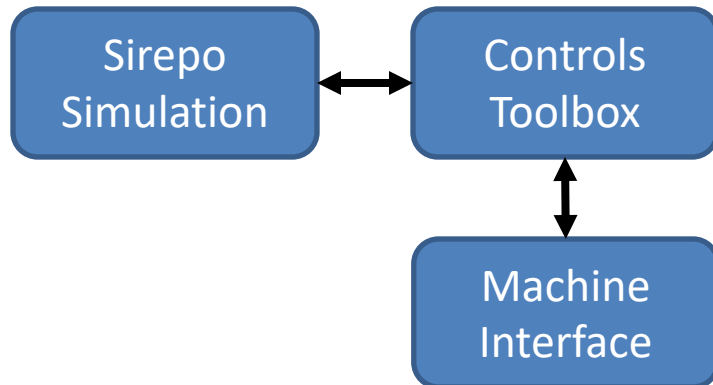 Sirepo
Simulation
Controls
Toolbox
Machine
Interface